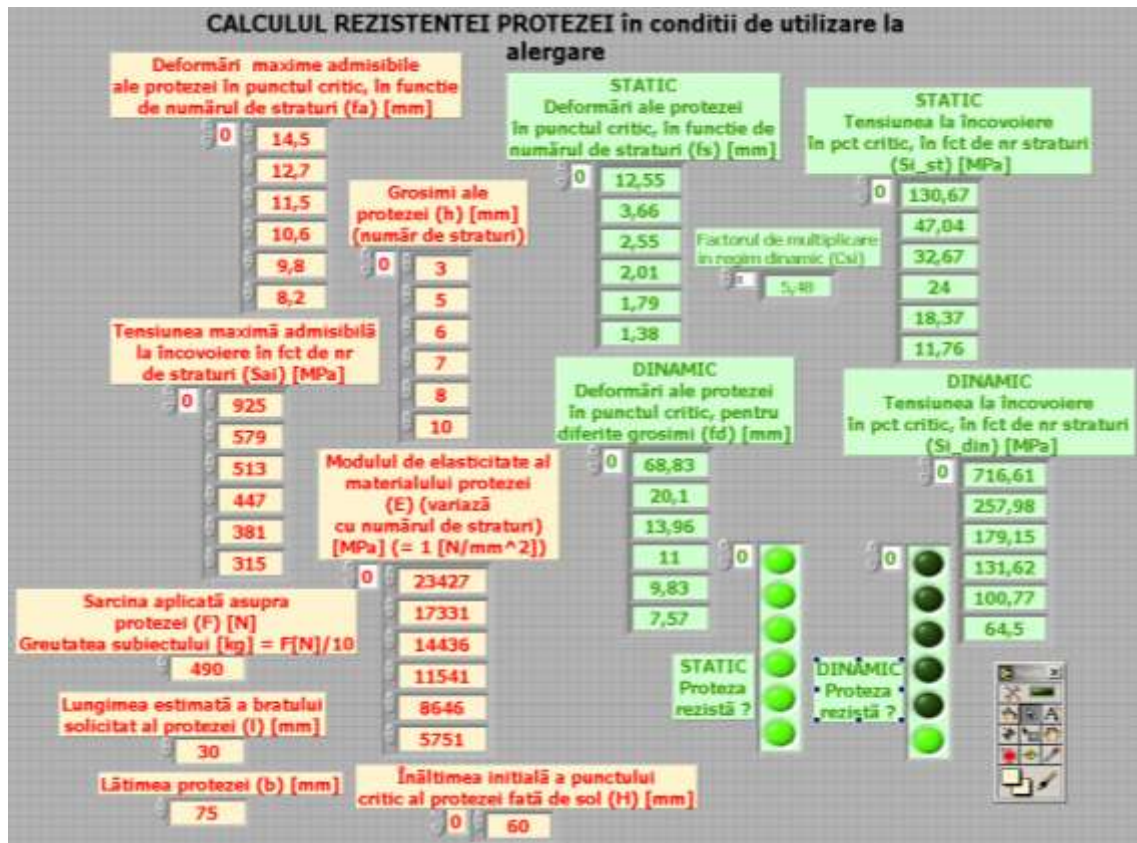 CALCULUL REZISTENTEI PROTEZEI în conditii de utilizare la
alergare
Deformări maxime admisibile
ale protezei în punctul critic, în functie
de numărul de straturi (fa) [mm]
0
14,5
12,7
11,5
10,6
9,8
8,2
Grosimi ale
protezei (h) [mm]
(număr de straturi)
0
3
5
6
7
8
10
Tensiunea maximă admisibilă
la încovoiere în fct de nr
de straturi (Sai) [MPa]
0
925
579
513
447
381
315
Modulul de elasticitate al
materialului protezei
(E) (variază
cu numărul de straturi)
[MPa] (= 1 [N/mm^2])
0
23427
17331
14436
11541
8646
5751
Sarcina aplicată asupra
protezei (F) [N]
Greutatea subiectului [kg] = F[N]/10
490
Lungimea estimată a bratului
solicitat al protezei (l) [mm]
30
Lătimea protezei (b) [mm]
75
Înăltimea initială a punctului
critic al protezei fată de sol (H) [mm]
0
60
STATIC
Deformări ale protezei
în punctul critic, în functie de
numărul de straturi (fs) [mm]
0
12,55
3,66
2,55
2,01
1,79
1,38
Factorul de multiplicare
in regim dinamic (Csi)
5,48
STATIC
Tensiunea la încovoiere
în pct critic, în fct de nr straturi
(Si_st) [MPa]
0
130,67
47,04
32,67
24
18,37
11,76
DINAMIC
Deformări ale protezei
în punctul critic, pentru
diferite grosimi (fd) [mm]
0
68,83
20,1
13,96
11
9,83
7,57
DINAMIC
Tensiunea la încovoiere
în pct critic, în fct de nr straturi
(Si_din) [MPa]
0
716,61
257,98
179,15
131,62
100,77
64,5
0
STATIC
Proteza
rezistă ?
0
DINAMIC
Proteza
rezistă ?
A